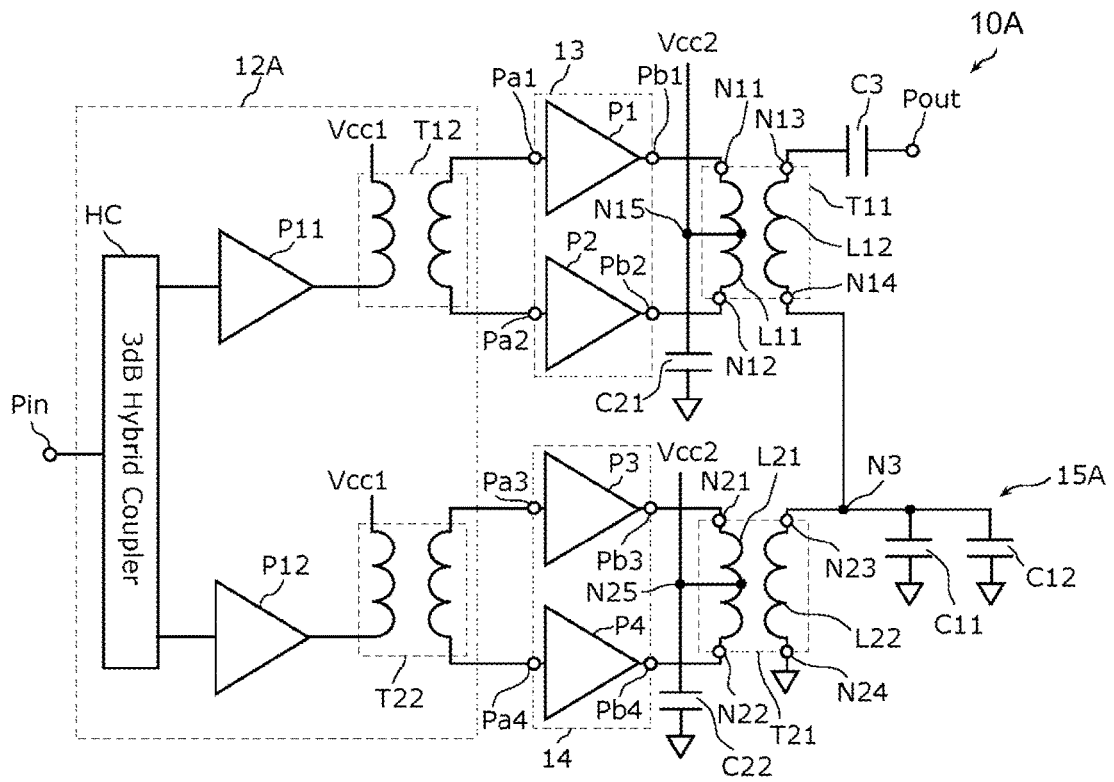 10A
12A
13
Vcc2
Pb1
Pa1
N11
C3
Pout
N13
Vcc1
T12
P1
T11
HC
P11
N15
L12
P2
Pb2
N14
Pa2
L11
N12
C21
3dB Hybrid Coupler
Pin
Vcc2
L21
Vcc1
Pa3
P3
N21
N3
15A
Pb3
N23
C12
P12
N25
C11
P4
L22
T22
Pa4
Pb4
N22
N24
T21
14
C22